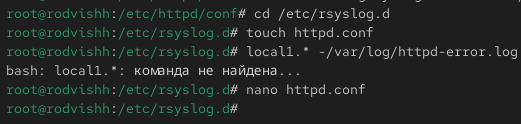 root@rodvishh:/etc/httpd/conf# cd /etc/rsyslog.d
root@rodvishh:/etc/rsyslog.d# touch httpd.conf
root@rodvishh:/etc/rsyslog.d# local1.* -/var/log/httpd-error.log
bash: local1.*: команда не найдена...
root@rodvishh:/etc/rsyslog.d# nano httpd.conf
root@rodvishh:/etc/rsyslog.d#